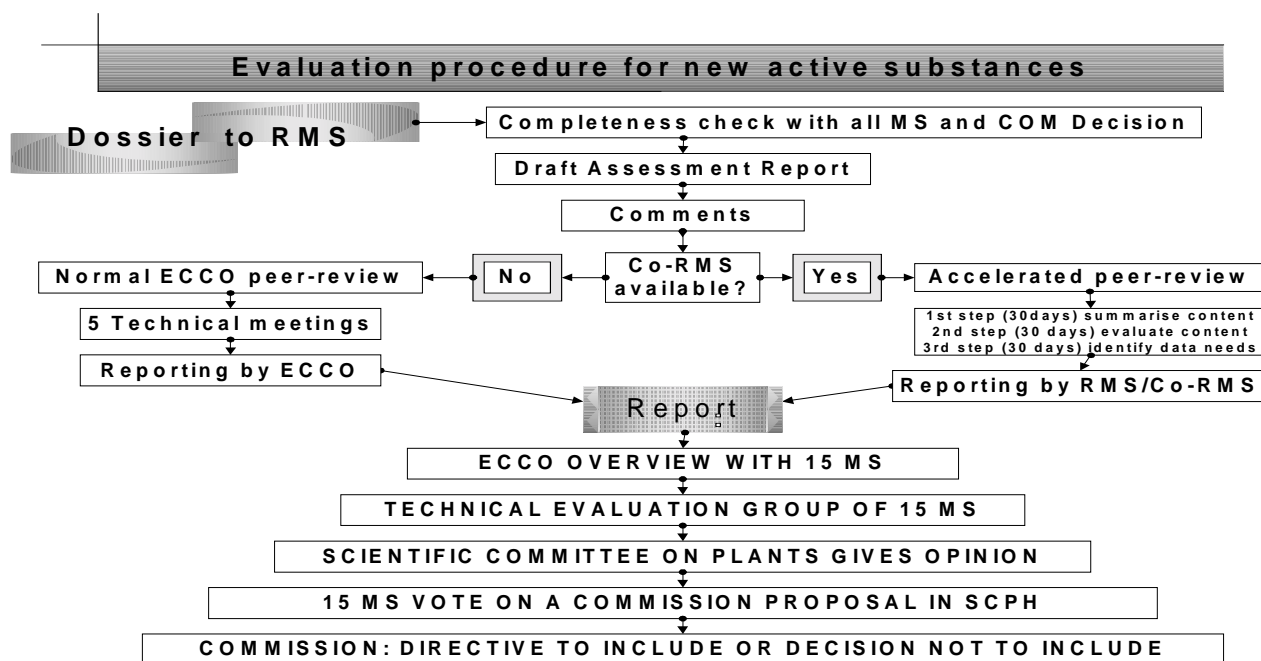 Evaluation procedure for new active substances
Dossier to RMS
Completeness check with all MS and COM Decision
Draft Assessment Report
Comments
Normal ECCO peer-review
No
Co-RMS
available?
Yes
Accelerated peer-review
5 Technical meetings
1st step (30days) summarise content
2nd step (30 days) evaluate content
3rd step (30 days) identify data needs
Reporting by ECCO
Reporting by RMS/Co-RMS
Report
ECCO OVERVIEW WITH 15 MS
TECHNICAL EVALUATION GROUP OF 15 MS
SCIENTIFIC COMMITTEE ON PLANTS GIVES OPINION
15 MS VOTE ON A COMMISSION PROPOSAL IN SCPH
COMMISSION: DIRECTIVE TO INCLUDE OR DECISION NOT TO INCLUDE